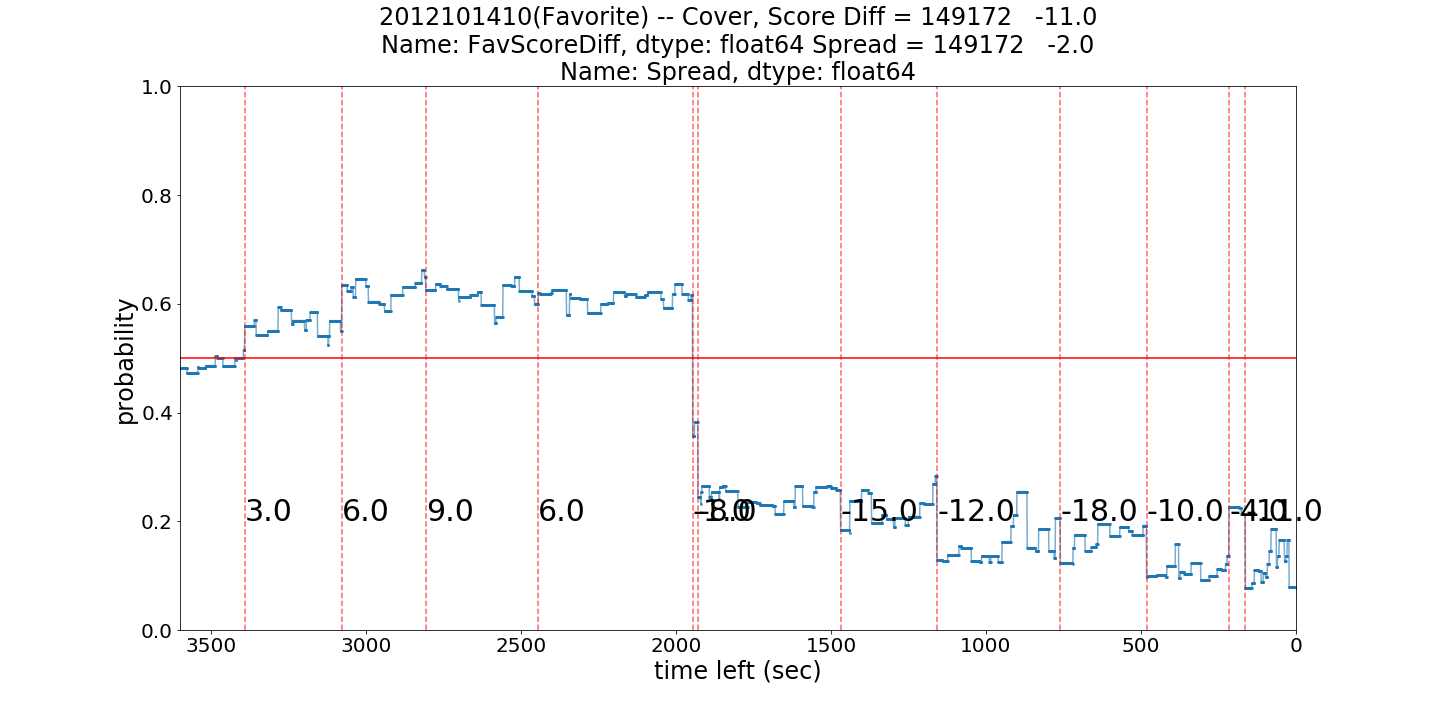 2012101410(Favorite) -- Cover, Score Diff = 149172   -11.0
Name: FavScoreDiff, dtype: float64 Spread = 149172   -2.0
Name: Spread, dtype: float64
1.0
0.8
0.6
0.4
0.2
0.0
probability
3.0 6.0 9.0 6.0 -15.0 -12.0 -18.0 -10.0 -11.0
3500 3000 2500 2000 1500 1000 500 0
time left (sec)